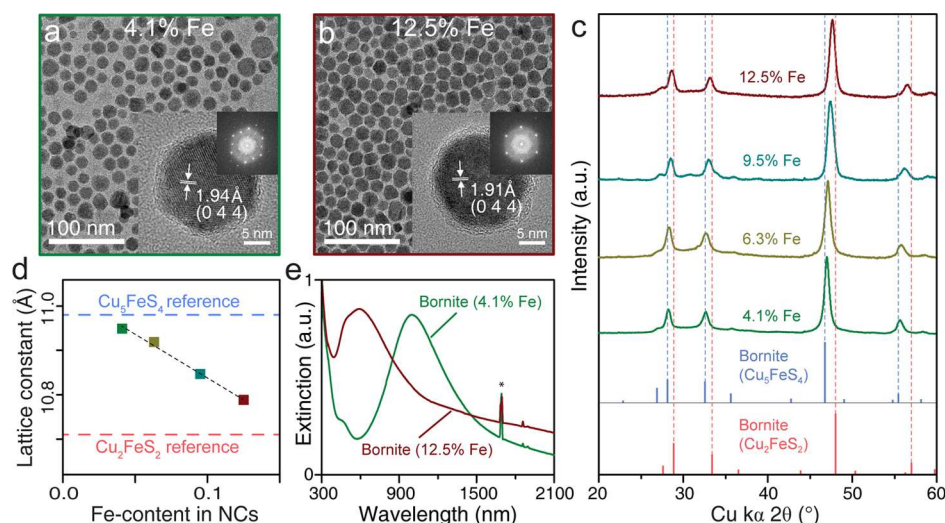 a
4.1% Fe
1.94Å
(0 4 4)
100 nm
5 nm
b
12.5% Fe
1.91Å
(0 4 4)
100 nm
5 nm
c
12.5% Fe
9.5% Fe
6.3% Fe
4.1% Fe
Bornite
(Cu₅FeS₄)
Bornite
(Cu₂FeS₂)
Intensity (a.u.)
20
30
40
50
60
Cu kα 2θ (°)
d
Cu₅FeS₄ reference
Cu₂FeS₂ reference
Lattice constant (Å)
11.0
10.8
0.0
0.1
Fe-content in NCs
e
1
0
Extinction (a.u.)
Bornite (4.1% Fe)
*
Bornite (12.5% Fe)
300
900
1500
2100
Wavelength (nm)